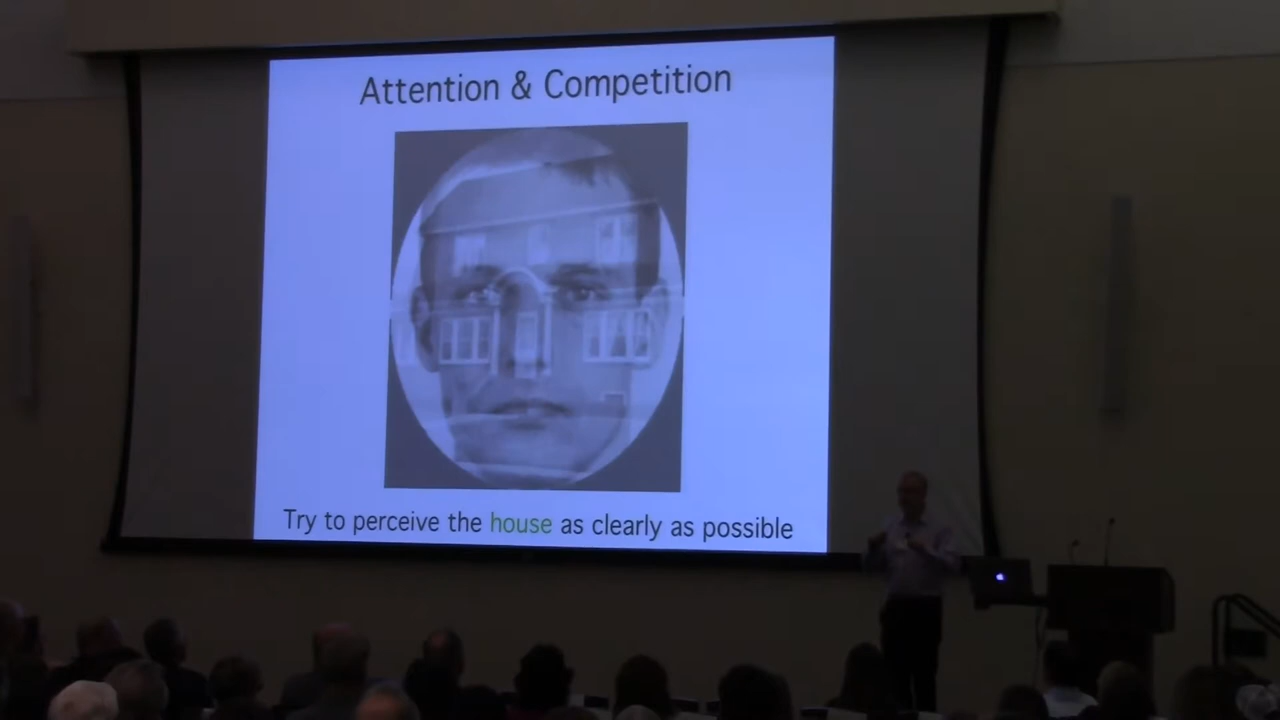 Attention & Competition
Try to perceive the house as clearly as possible